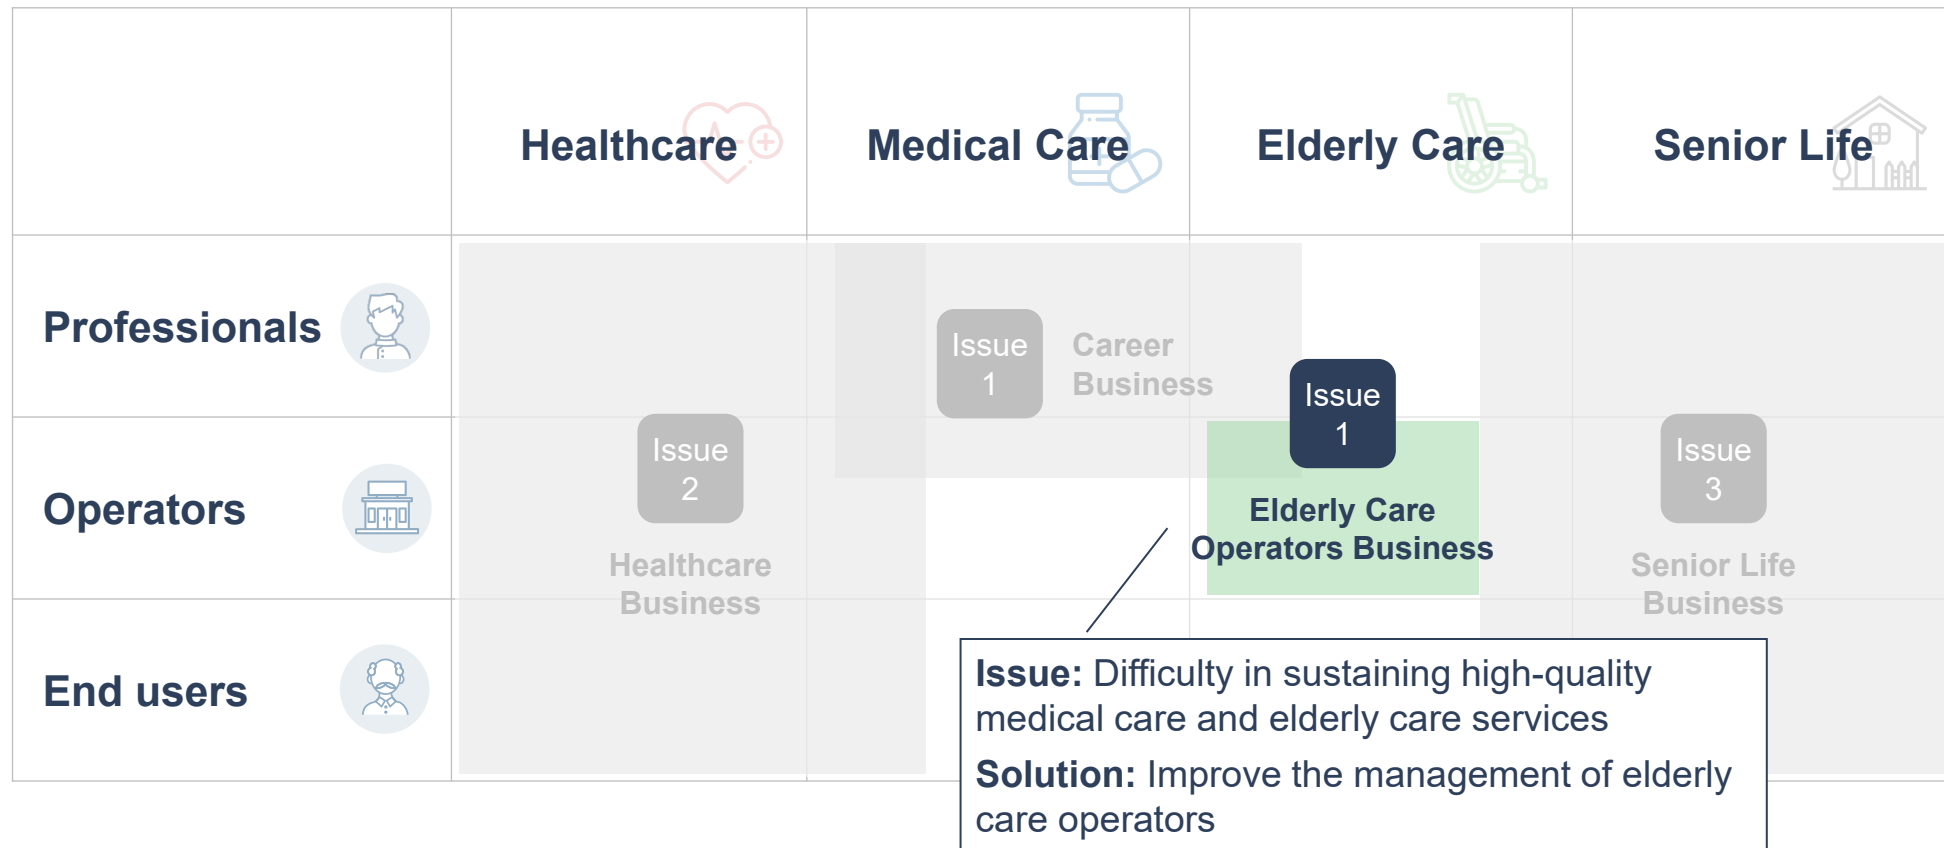 Healthcare
Medical Care
Elderly Care
Senior Life
Professionals
Issue
1
Career
Business
Issue
1
Operators
Issue
2
Healthcare
Business
Elderly Care
Operators Business
Issue
3
Senior Life
Business
End users
Issue: Difficulty in sustaining high-quality
medical care and elderly care services
Solution: Improve the management of elderly
care operators